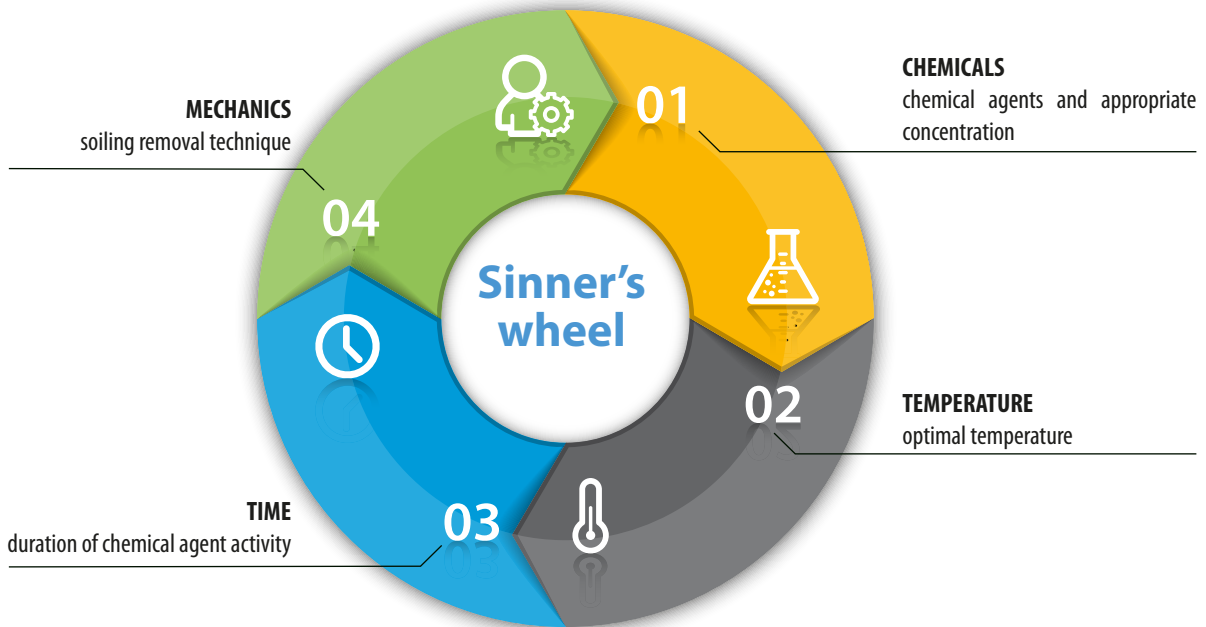 MECHANICS
soiling removal technique
01
CHEMICALS
chemical agents and appropriate
concentration
04
Sinner's
wheel
02
TEMPERATURE
optimal temperature
TIME
duration of chemical agent activity
03